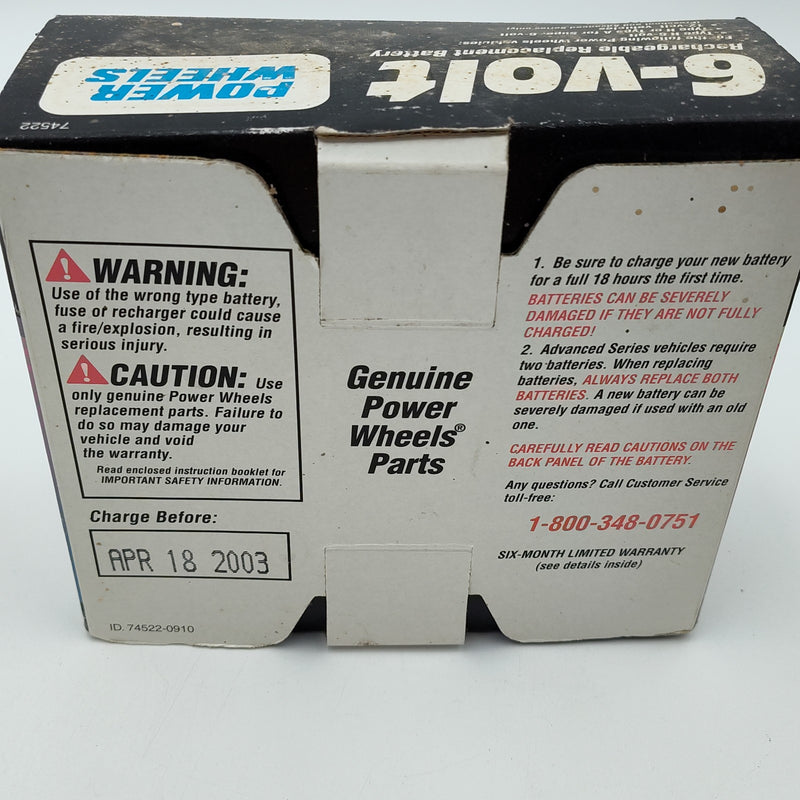 6-volt
Rechargeable Replacement Battery
For the following Power Wheels vehicles:
POWER
WHEELS
74522
WARNING:
Use of the wrong type battery,
fuse or recharger could cause
a fire/explosion, resulting in
serious injury.
CAUTION: Use
only genuine Power Wheels
replacement parts. Failure to
do so may damage your
vehicle and void
the warranty.
Read enclosed instruction booklet for
IMPORTANT SAFETY INFORMATION.
Charge Before:
APR 18 2003
ID. 74522-0910
Genuine
Power
Wheels®
Parts
1. Be sure to charge your new battery
for a full 18 hours the first time.
BATTERIES CAN BE SEVERELY
DAMAGED IF THEY ARE NOT FULLY
CHARGED!
2. Advanced Series vehicles require
two batteries. When replacing
batteries, ALWAYS REPLACE BOTH
BATTERIES. A new battery can be
severely damaged if used with an old
one.
CAREFULLY READ CAUTIONS ON THE
BACK PANEL OF THE BATTERY.
Any questions? Call Customer Service
toll-free:
1-800-348-0751
SIX-MONTH LIMITED WARRANTY
(see details inside)